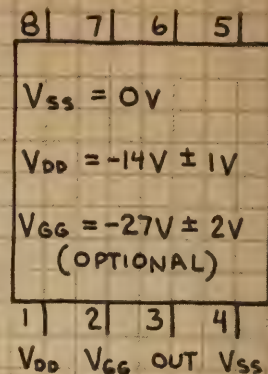 8 7 6 5
Vss = 0V
VDD = -14V ± 1V
VGG = -27V ± 2V
(OPTIONAL)
1 2 3 4
VDD VGG OUT Vss